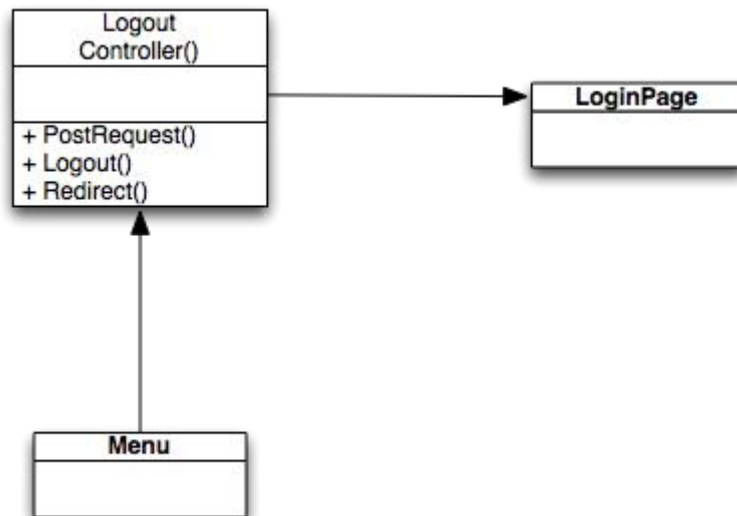 Logout
Controller()
+ PostRequest()
+ Logout()
+ Redirect()
LoginPage
Menu